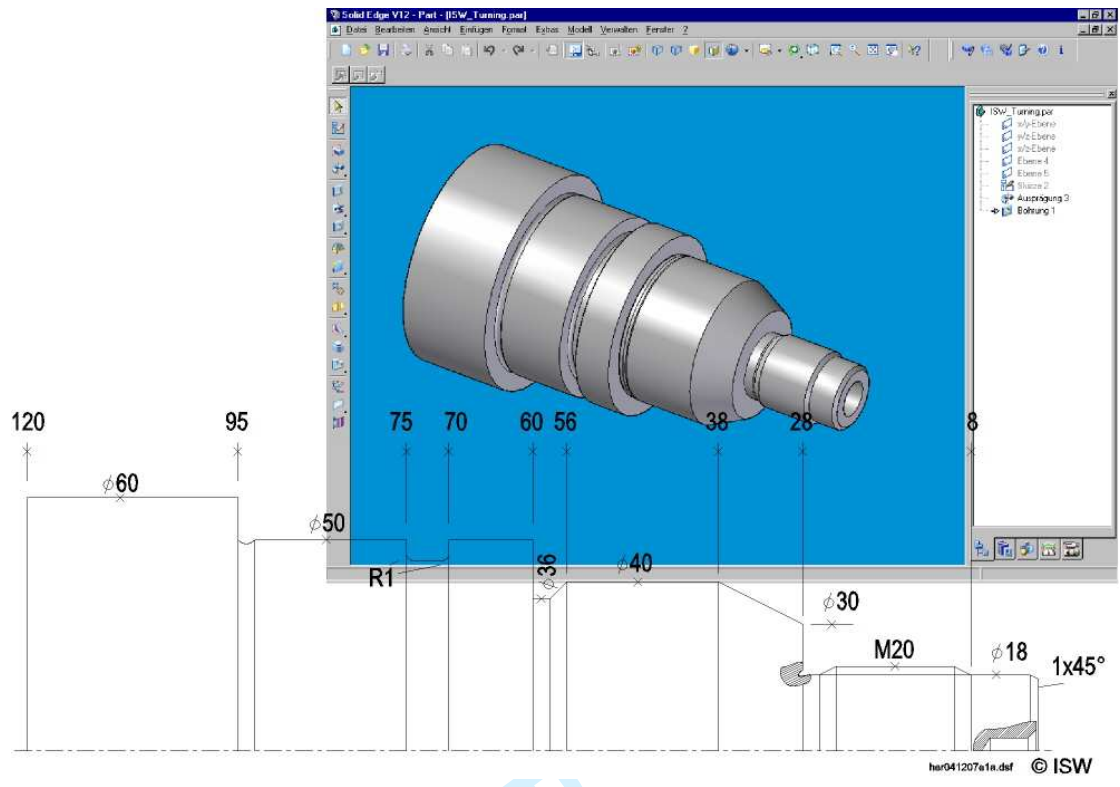 Solid Edge V12 - Part - [ISW_Turning.par]
Datei Bearbeiten Ansicht Einfügen Format Extras Modell Verwalten Fenster ?
ISW_Turning.par
x/y-Ebene
y/z-Ebene
x/z-Ebene
Ebene 4
Ebene 5
Skizze 2
Ausprägung 3
Bohrung 1
120 95 75 70 60 56 38 28 8
ϕ60
ϕ50
R1
ϕ36
ϕ40
ϕ30
M20
ϕ18
1x45°
her041207a1a.dsf © ISW